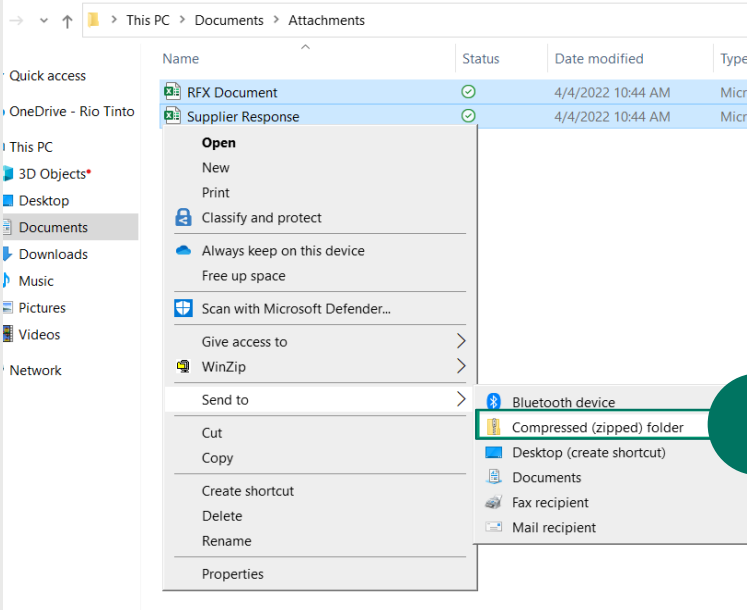 This PC > Documents > Attachments
Name Status Date modified Type
Quick access
OneDrive - Rio Tinto
This PC
3D Objects
Desktop
Documents
Downloads
Music
Pictures
Videos
Network
RFX Document 4/4/2022 10:44 AM Micr
Supplier Response 4/4/2022 10:44 AM Micr
Open
New
Print
Classify and protect
Always keep on this device
Free up space
Scan with Microsoft Defender...
Give access to
WinZip
Send to
Cut
Copy
Create shortcut
Delete
Rename
Properties
Bluetooth device
Compressed (zipped) folder
Desktop (create shortcut)
Documents
Fax recipient
Mail recipient